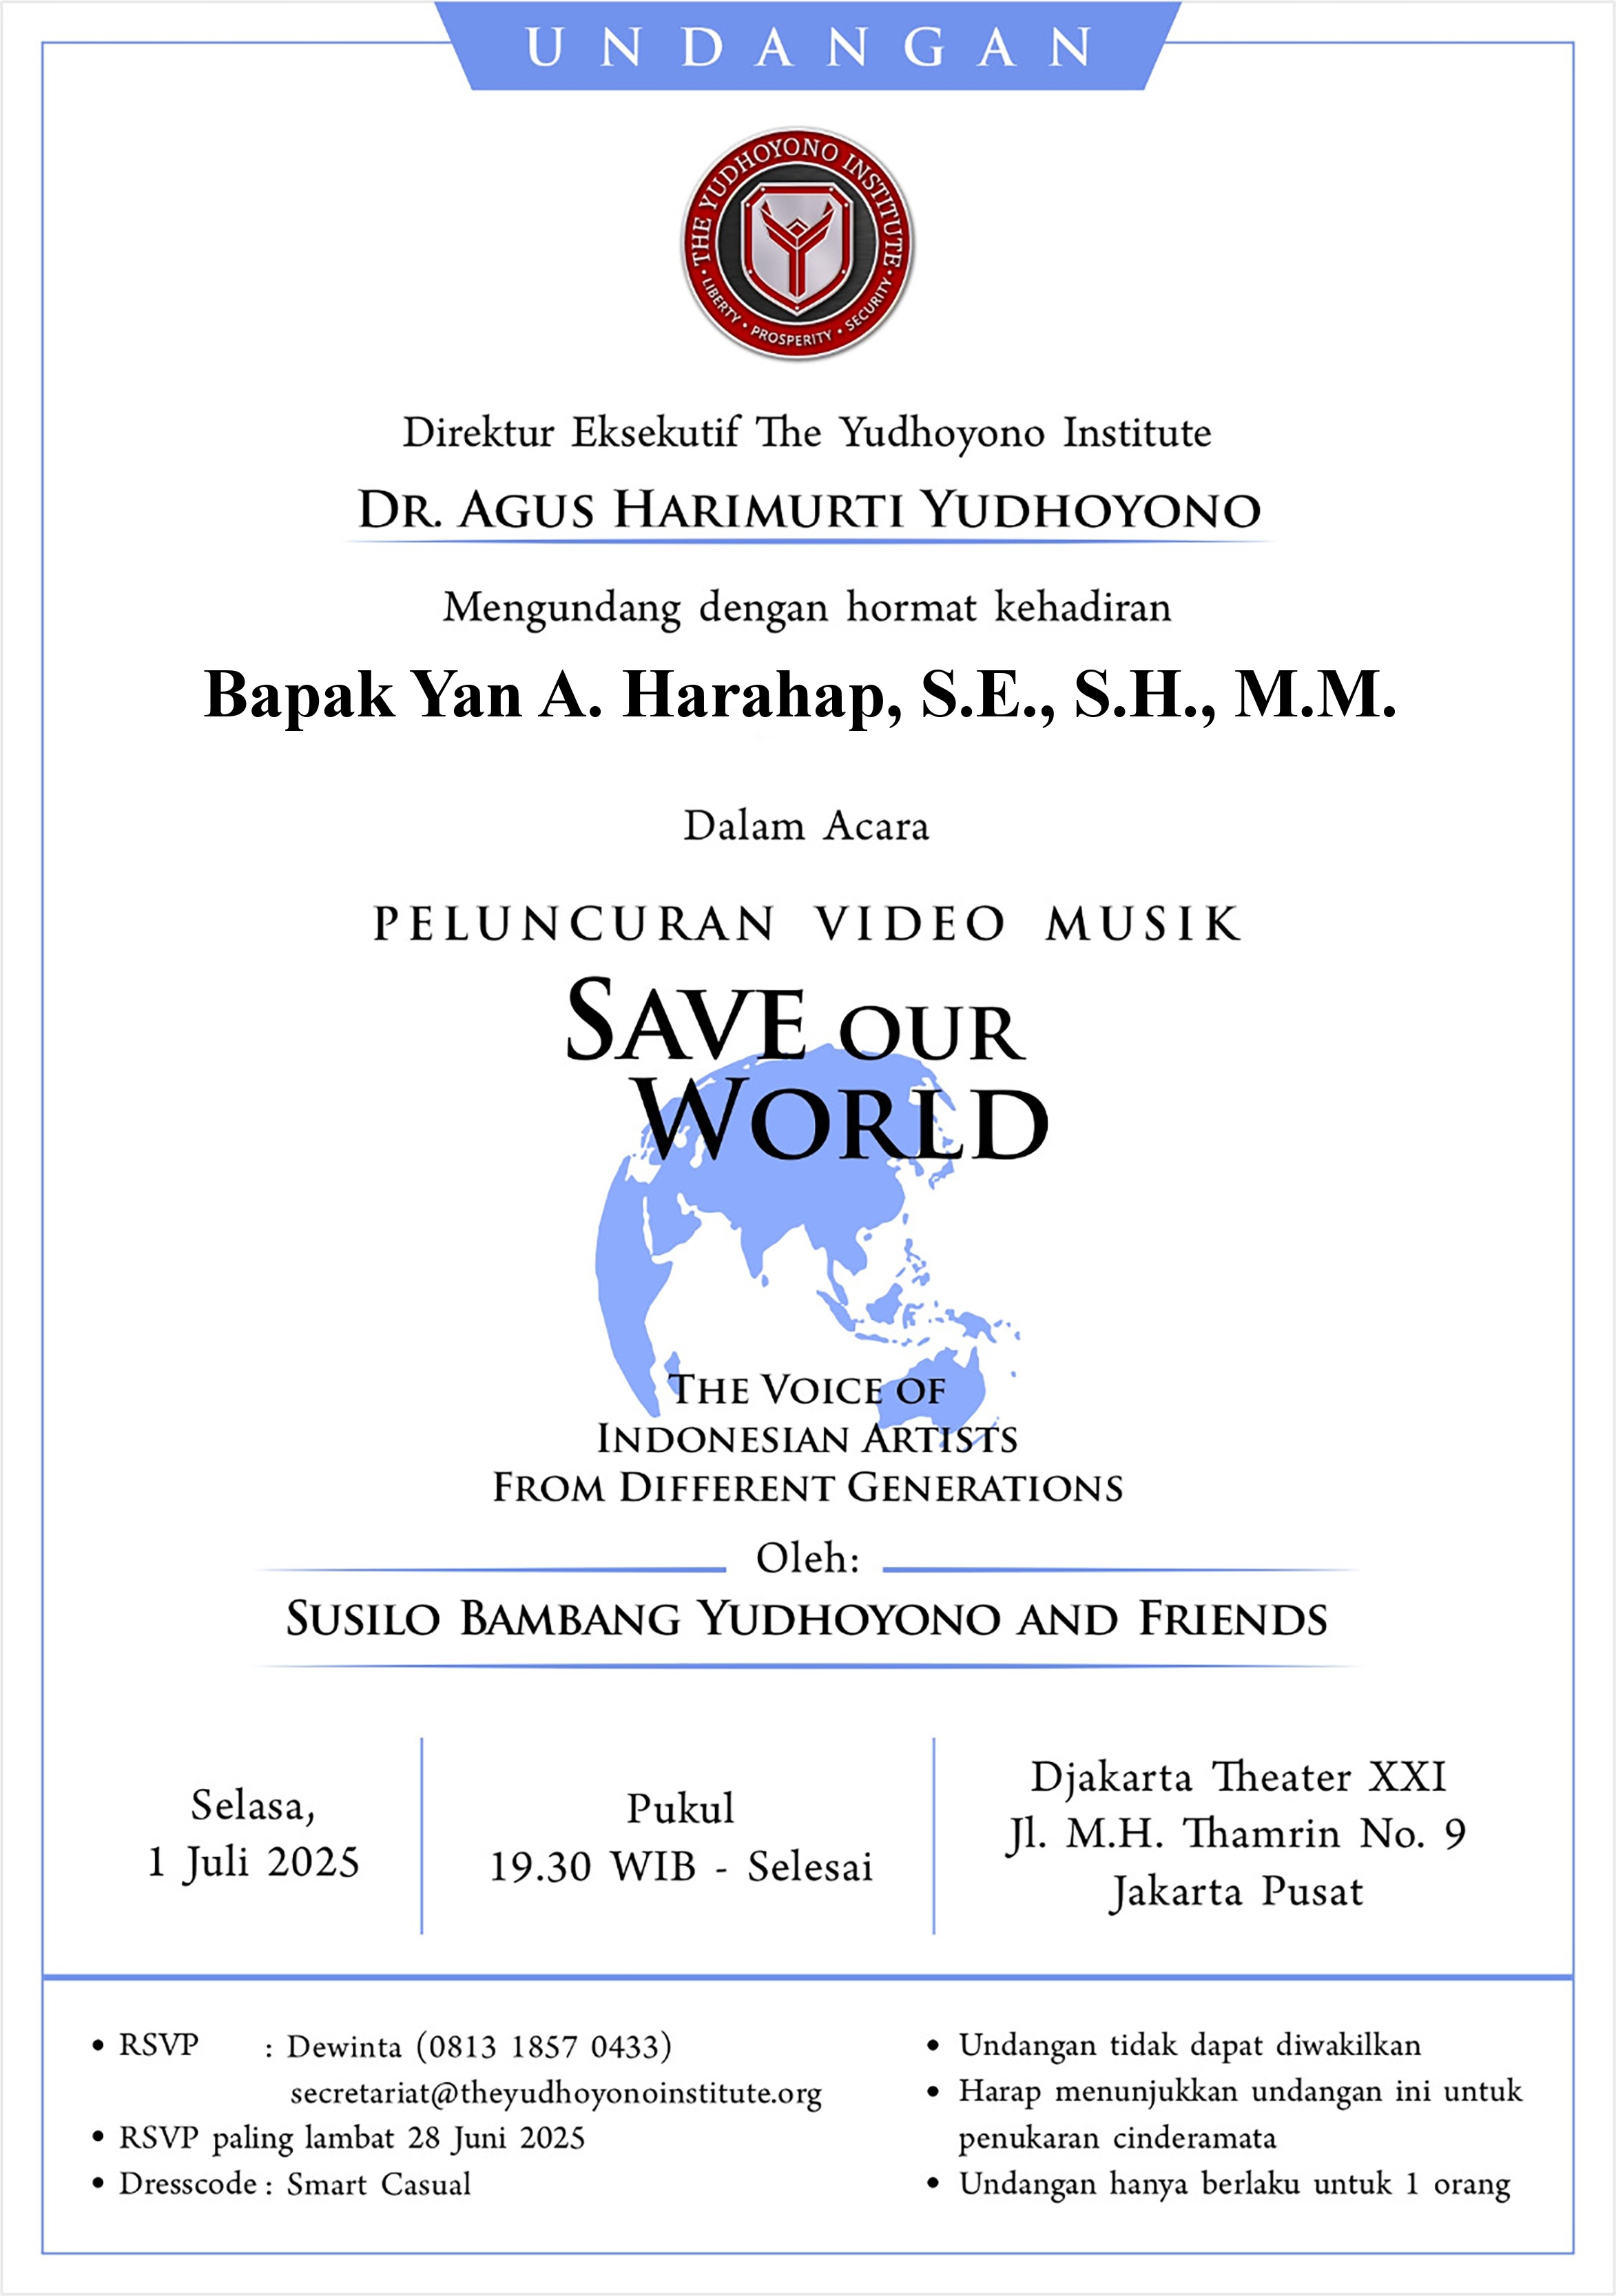 UNDANGAN
THE YUDHOYONO INSTITUTE
LIBERTY • PROSPERITY • SECURITY
Direktur Eksekutif The Yudhoyono Institute
DR. AGUS HARIMURTI YUDHOYONO
Mengundang dengan hormat kehadiran
Bapak Yan A. Harahap, S.E., S.H., M.M.
Dalam Acara
PELUNCURAN VIDEO MUSIK
SAVE OUR
WORLD
THE VOICE OF
INDONESIAN ARTISTS
FROM DIFFERENT GENERATIONS
Oleh:
SUSILO BAMBANG YUDHOYONO AND FRIENDS
Selasa,
1 Juli 2025
Pukul
19.30 WIB - Selesai
Djakarta Theater XXI
Jl. M.H. Thamrin No. 9
Jakarta Pusat
• RSVP : Dewinta (0813 1857 0433)
secretariat@theyudhoyonoinstitute.org
• RSVP paling lambat 28 Juni 2025
• Dresscode : Smart Casual
• Undangan tidak dapat diwakilkan
• Harap menunjukkan undangan ini untuk
penukaran cinderamata
• Undangan hanya berlaku untuk 1 orang